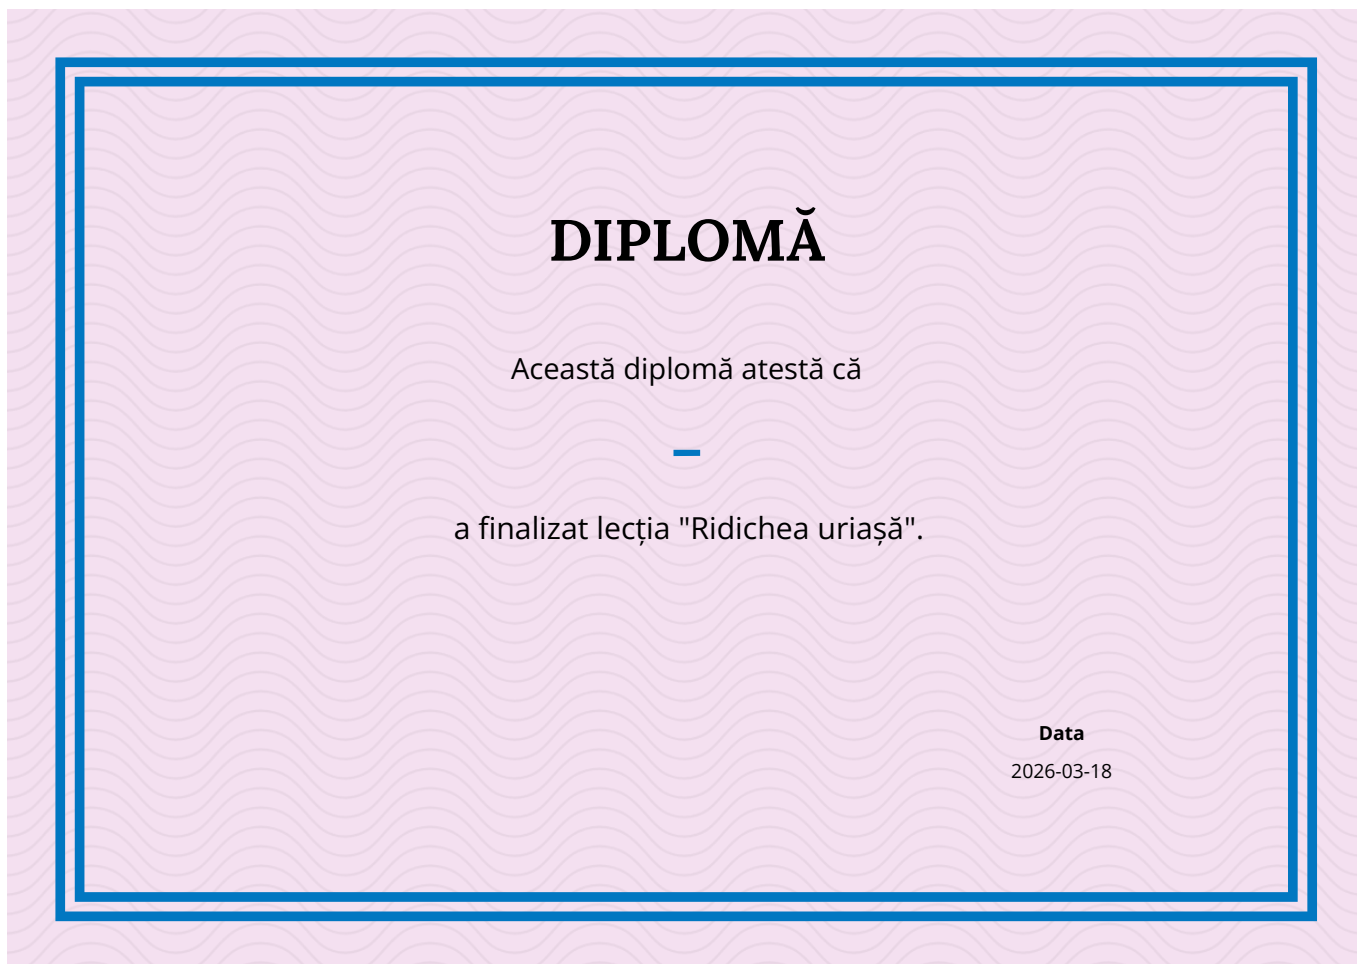 DIPLOMĂ
Această diplomă atestă că
–
a finalizat lecția "Ridichea uriașă".
Data
2026-03-18